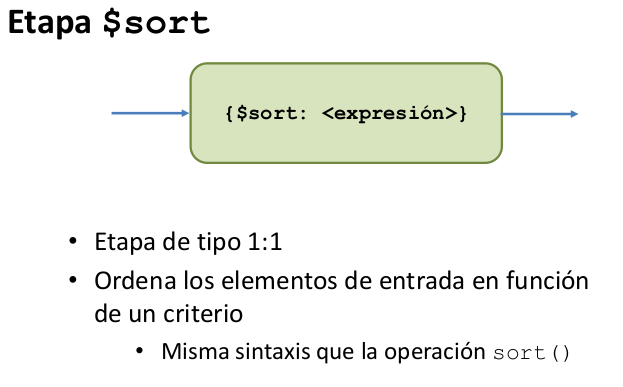 Etapa $sort
{$sort: <expresión>}
• Etapa de tipo 1:1
• Ordena los elementos de entrada en función
de un criterio
• Misma sintaxis que la operación sort()